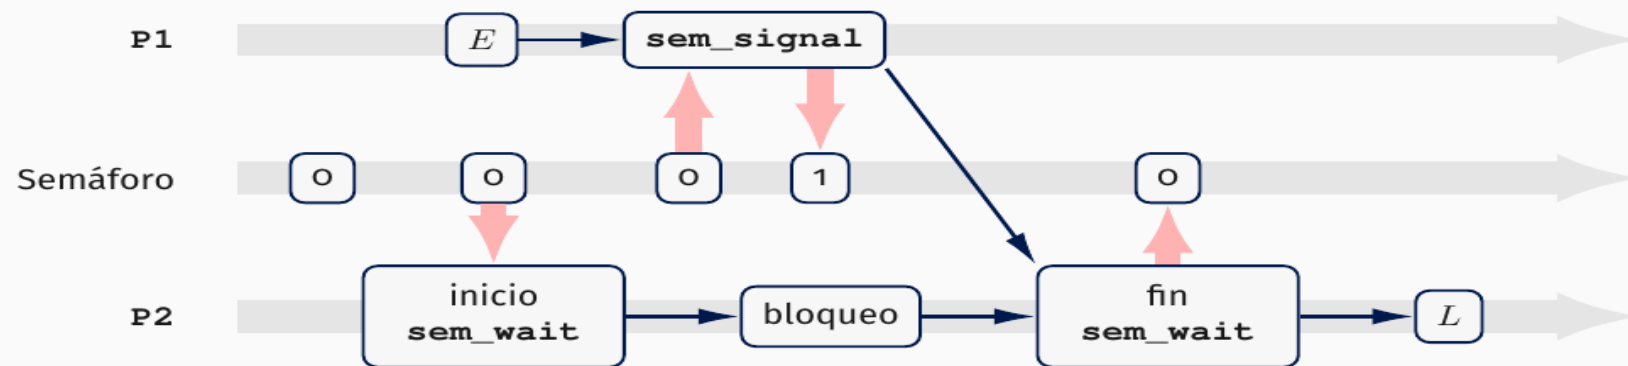 P1
E
sem_signal
Semáforo
0
0
0
1
0
P2
inicio
sem_wait
bloqueo
fin
sem_wait
L